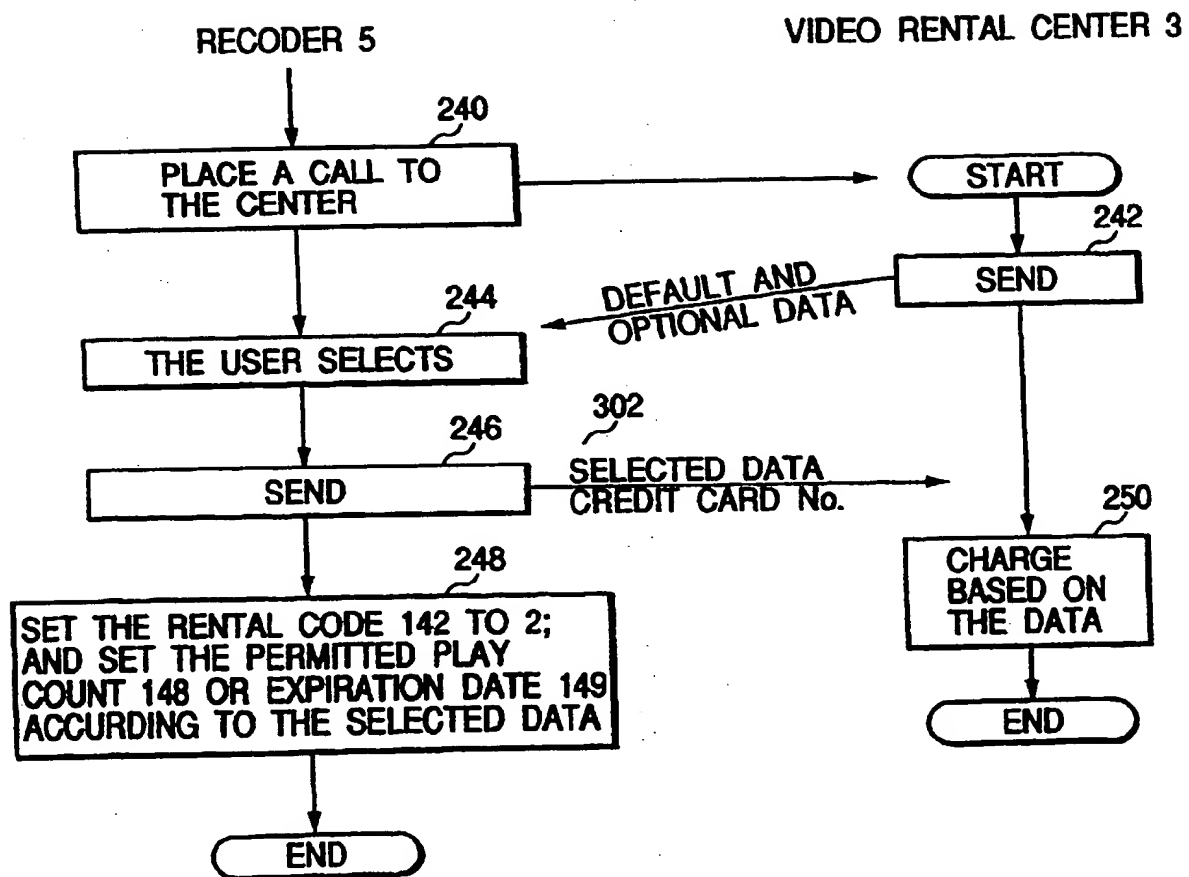 RECODER 5
VIDEO RENTAL CENTER 3
240
PLACE A CALL TO
THE CENTER
START
242
SEND
DEFAULT AND
OPTIONAL DATA
244
THE USER SELECTS
246
SEND
302
SELECTED DATA
CREDIT CARD No.
248
SET THE RENTAL CODE 142 TO 2;
AND SET THE PERMITTED PLAY
COUNT 148 OR EXPIRATION DATE 149
ACCURDING TO THE SELECTED DATA
250
CHARGE
BASED ON
THE DATA
END
END